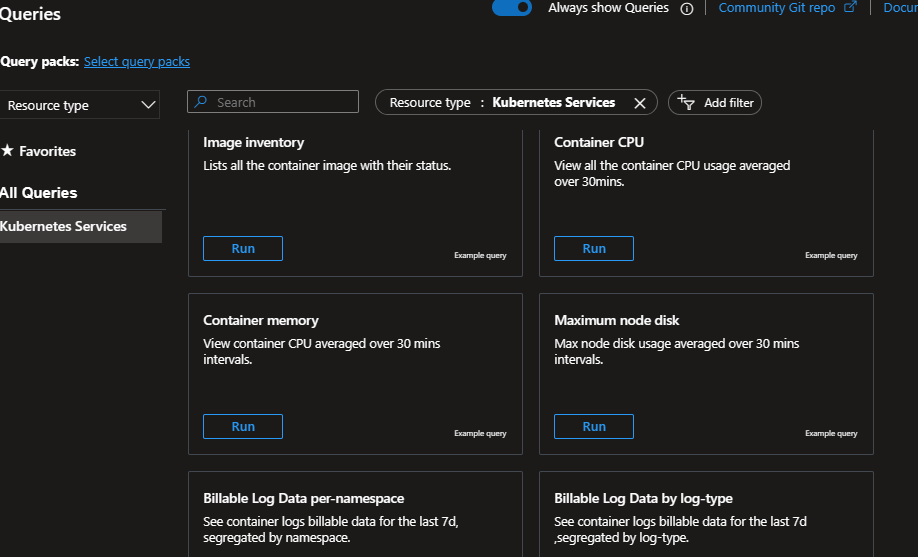 Queries
Always show Queries
Community Git repo
Query packs: Select query packs
Resource type
Search
Resource type : Kubernetes Services
Add filter
Favorites
All Queries
Kubernetes Services
Image inventory
Lists all the container image with their status.
Run
Example query
Container CPU
View all the container CPU usage averaged
over 30mins.
Run
Example query
Container memory
View container CPU averaged over 30 mins
intervals.
Run
Example query
Maximum node disk
Max node disk usage averaged over 30 mins
intervals.
Run
Example query
Billable Log Data per-namespace
See container logs billable data for the last 7d,
segregated by namespace.
Billable Log Data by log-type
See container logs billable data for the last 7d
,segregated by log-type.